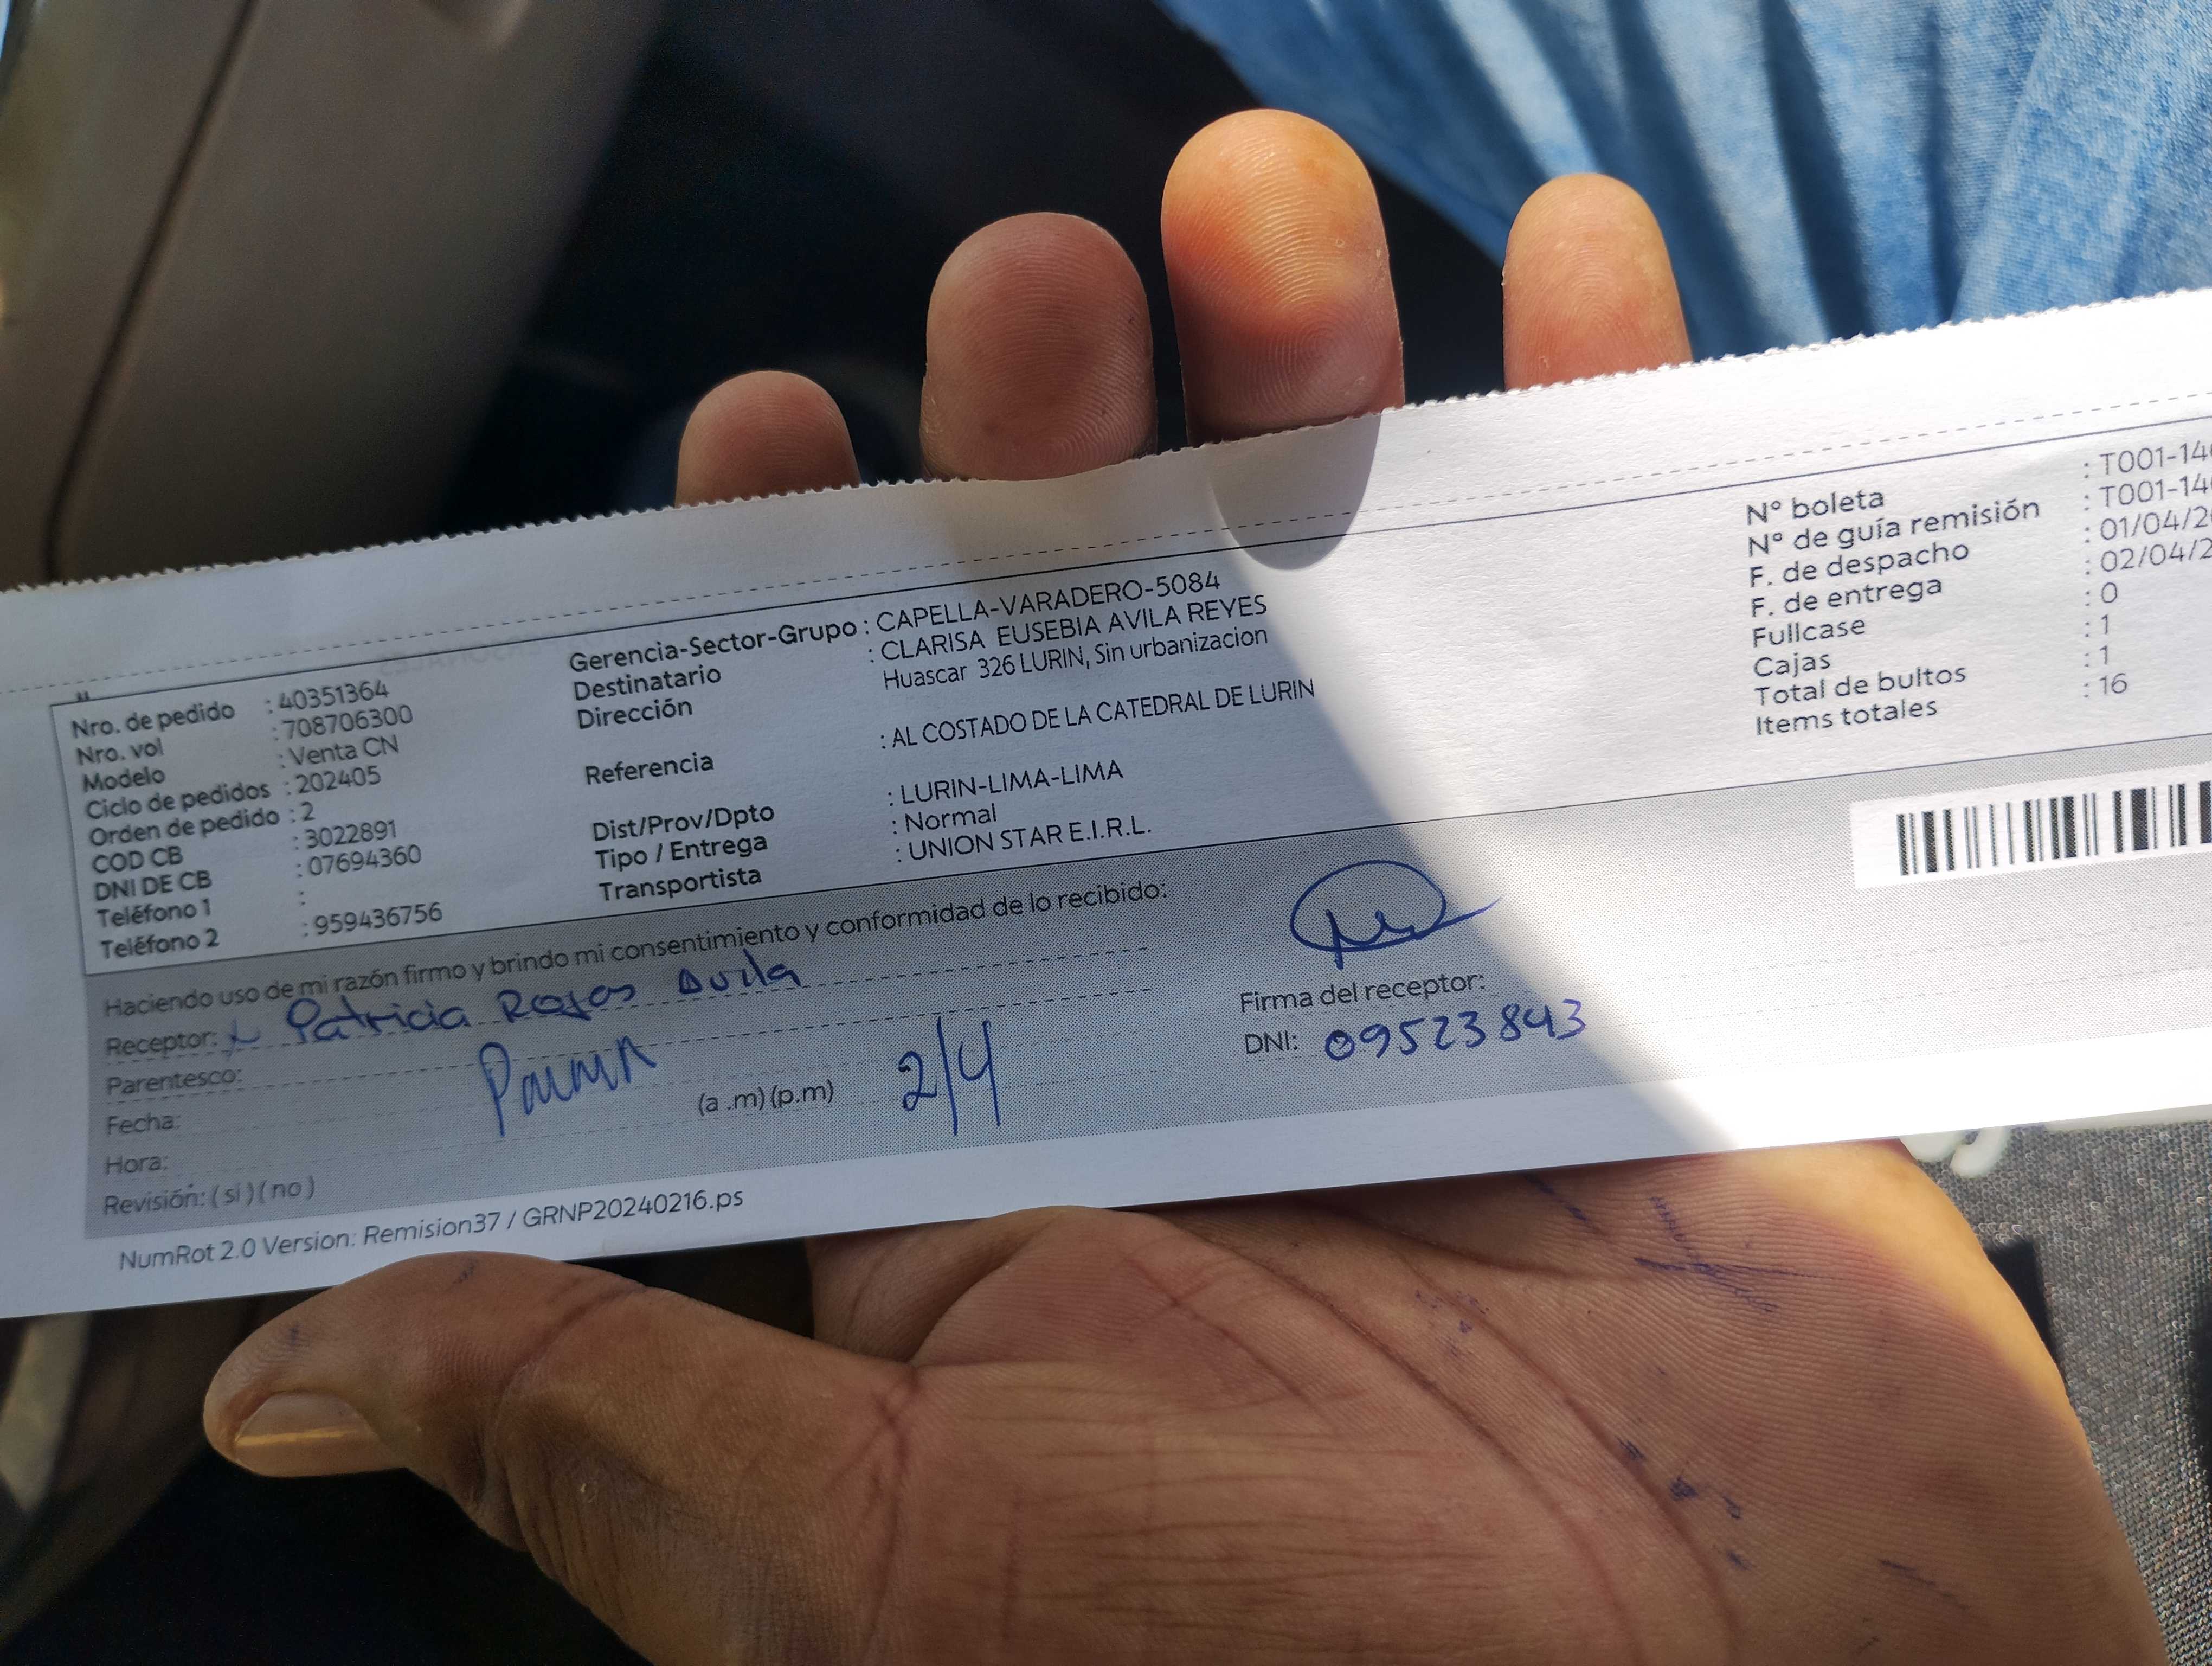 Nro. de pedido : 40351364
Nro. vol : 708706300
Modelo : Venta CN
Ciclo de pedidos : 202405
Orden de pedido : 2
COD CB : 3022891
DNI DE CB : 07694360
Teléfono 1 :
Teléfono 2 : 959436756
Gerencia-Sector-Grupo : CAPELLA-VARADERO-5084
Destinatario : CLARISA EUSEBIA AVILA REYES
Dirección Huascar 326 LURIN, Sin urbanizacion
Referencia : AL COSTADO DE LA CATEDRAL DE LURIN
Dist/Prov/Dpto : LURIN-LIMA-LIMA
Tipo / Entrega : Normal
Transportista : UNION STAR E.I.R.L.
Nº boleta : T001-14
Nº de guía remisión : T001-14
F. de despacho : 01/04/2
F. de entrega : 02/04/2
Fullcase : 0
Cajas : 1
Total de bultos : 1
Items totales : 16
Haciendo uso de mi razón firmo y brindo mi consentimiento y conformidad de lo recibido:
Receptor: x Patricia Rojas Avila
Parentesco:
Fecha: (a .m) (p.m) 2/4
Hora:
Revisión: ( si ) ( no )
Firma del receptor:
DNI: 09523843
NumRot 2.0 Version: Remision37 / GRNP20240216.ps